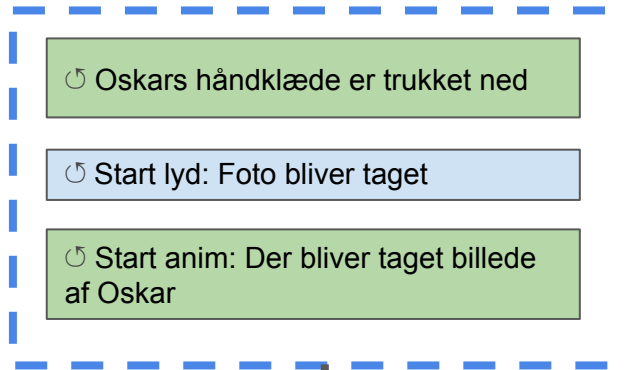 ↺ Oskars håndklæde er trukket ned
↺ Start lyd: Foto bliver taget
↺ Start anim: Der bliver taget billede
af Oskar